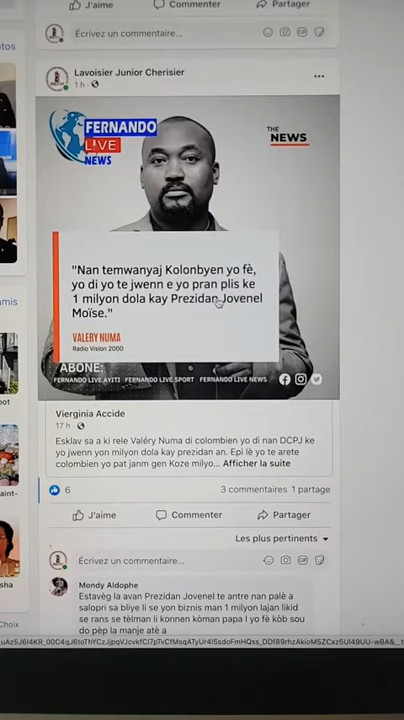 J'aime
Commenter
Partager
Écrivez un commentaire...
Lavoisier Junior Cherisier
1 h
FERNANDO
LIVE
NEWS
THE
NEWS
"Nan temwanyaj Kolonbyen yo fè,
yo di yo te jwenn e yo pran plis ke
1 milyon dola kay Prezidan Jovenel
Moïse."
VALERY NUMA
Radio Vision 2000
ABONE:
FERNANDO LIVE AYITI FERNANDO LIVE SPORT FERNANDO LIVE NEWS
Vierginia Accide
17 h
Esklav sa a ki rele Valéry Numa di colombien yo di nan DCPJ ke
yo jwenn yon milyon dola kay prezidan an. Epi lè yo te arete
colombien yo pat janm gen Koze milyo... Afficher la suite
6
3 commentaires 1 partage
J'aime
Commenter
Partager
Les plus pertinents
Écrivez un commentaire...
Mondy Aldophe
Estavèg la avan Prezidan Jovenel te antre nan palè a
salopri sa bliye li se yon biznis man 1 milyon lajan likid
se rans se tèlman li konnen kòman papa l yo fè kòb sou
do pèp la manje atè a
otos
amis
pot
aint-
sha
Choix